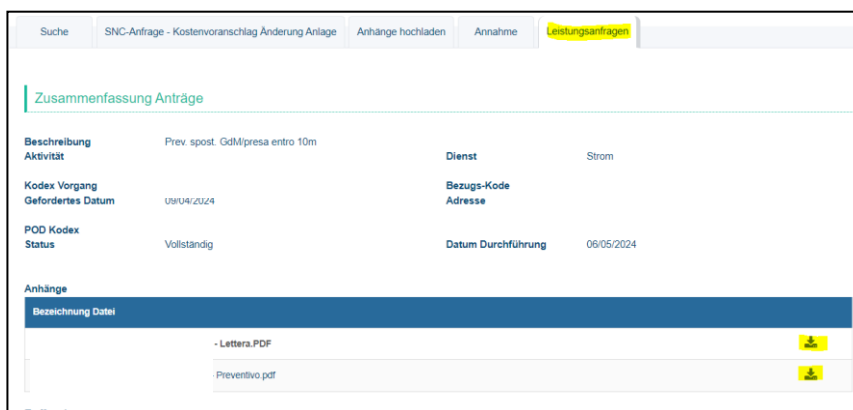 Suche SNC-Anfrage - Kostenvoranschlag Änderung Anlage Anhänge hochladen Annahme Leistungsanfragen
Zusammenfassung Anträge
Beschreibung Prev. spost. GdM/presa entro 10m
Aktivität Dienst Strom
Kodex Vorgang Bezugs-Kode
Gefordertes Datum 09/04/2024 Adresse
POD Kodex
Status Vollständig Datum Durchführung 06/05/2024
Anhänge
Bezeichnung Datei
- Lettera.PDF
- Preventivo.pdf